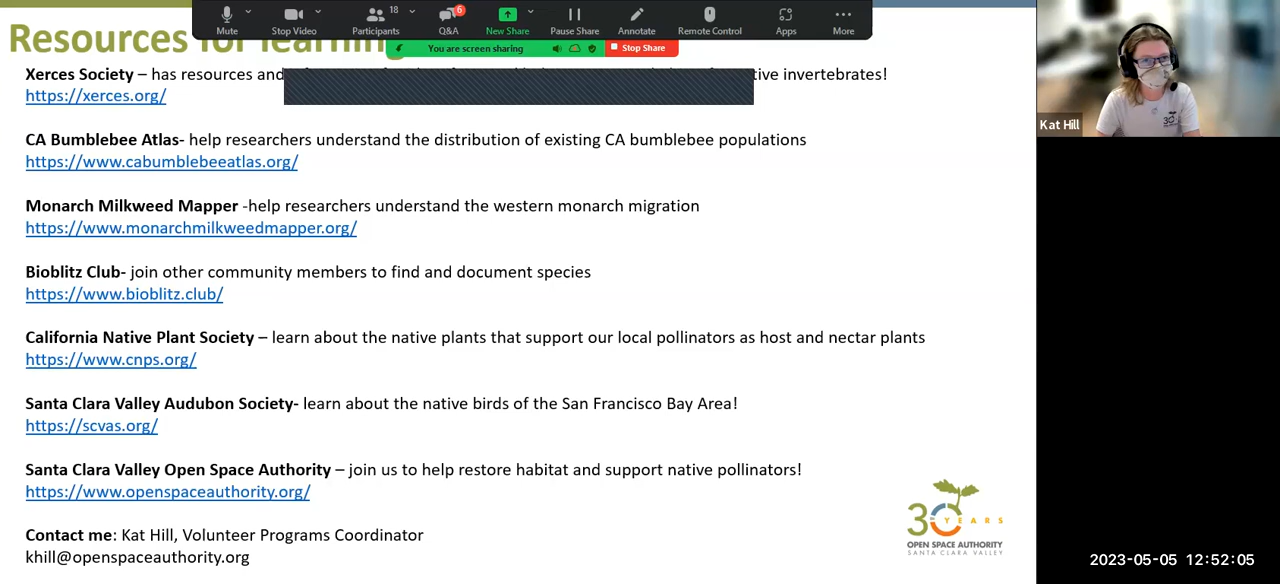 Mute
Stop Video
Participants
18
Q&A
6
New Share
Pause Share
Annotate
Remote Control
Apps
More
You are screen sharing
Stop Share
Resources for learnin
Xerces Society – has resources and invertebrates!
https://xerces.org/
CA Bumblebee Atlas- help researchers understand the distribution of existing CA bumblebee populations
https://www.cabumblebeeatlas.org/
Monarch Milkweed Mapper -help researchers understand the western monarch migration
https://www.monarchmilkweedmapper.org/
Bioblitz Club- join other community members to find and document species
https://www.bioblitz.club/
California Native Plant Society – learn about the native plants that support our local pollinators as host and nectar plants
https://www.cnps.org/
Santa Clara Valley Audubon Society- learn about the native birds of the San Francisco Bay Area!
https://scvas.org/
Santa Clara Valley Open Space Authority – join us to help restore habitat and support native pollinators!
https://www.openspaceauthority.org/
Contact me: Kat Hill, Volunteer Programs Coordinator
khill@openspaceauthority.org
30 YEARS
OPEN SPACE AUTHORITY
SANTA CLARA VALLEY
Kat Hill
2023-05-05 12:52:05